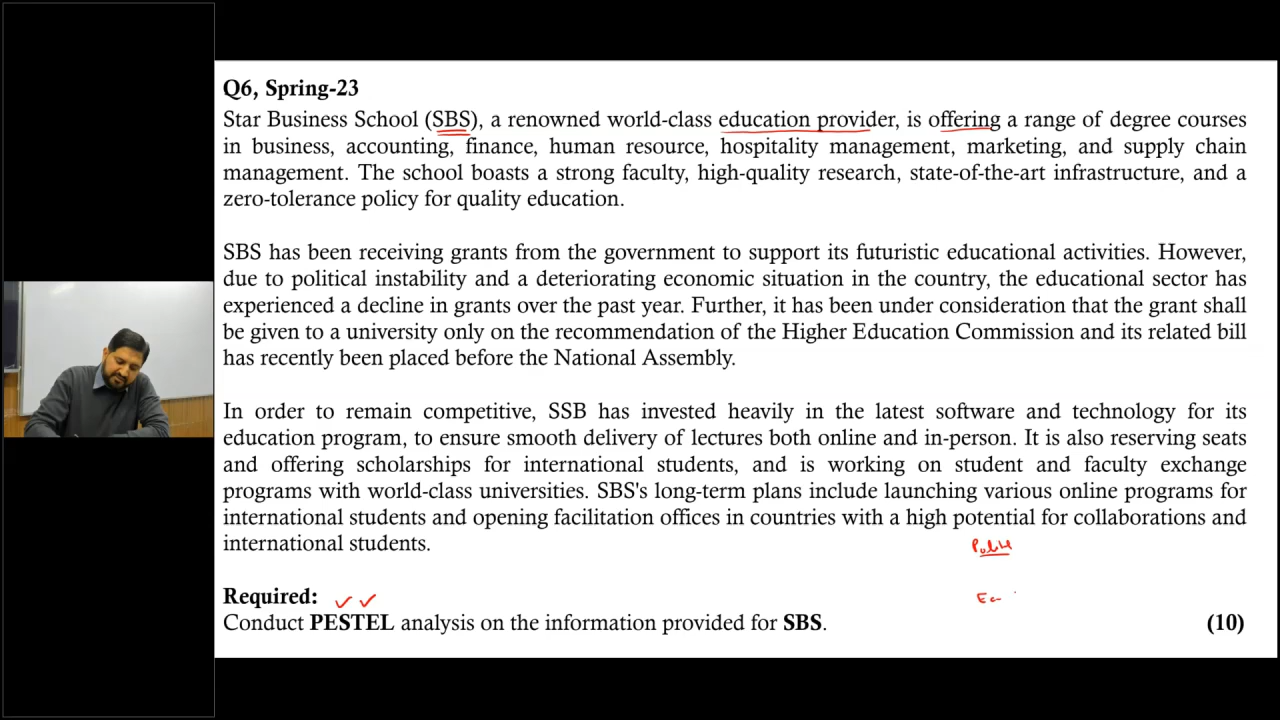 Q6, Spring-23
Star Business School (SBS), a renowned world-class education provider, is offering a range of degree courses
in business, accounting, finance, human resource, hospitality management, marketing, and supply chain
management. The school boasts a strong faculty, high-quality research, state-of-the-art infrastructure, and a
zero-tolerance policy for quality education.
SBS has been receiving grants from the government to support its futuristic educational activities. However,
due to political instability and a deteriorating economic situation in the country, the educational sector has
experienced a decline in grants over the past year. Further, it has been under consideration that the grant shall
be given to a university only on the recommendation of the Higher Education Commission and its related bill
has recently been placed before the National Assembly.
In order to remain competitive, SSB has invested heavily in the latest software and technology for its
education program, to ensure smooth delivery of lectures both online and in-person. It is also reserving seats
and offering scholarships for international students, and is working on student and faculty exchange
programs with world-class universities. SBS's long-term plans include launching various online programs for
international students and opening facilitation offices in countries with a high potential for collaborations and
international students.
Required:
Conduct PESTEL analysis on the information provided for SBS.
(10)